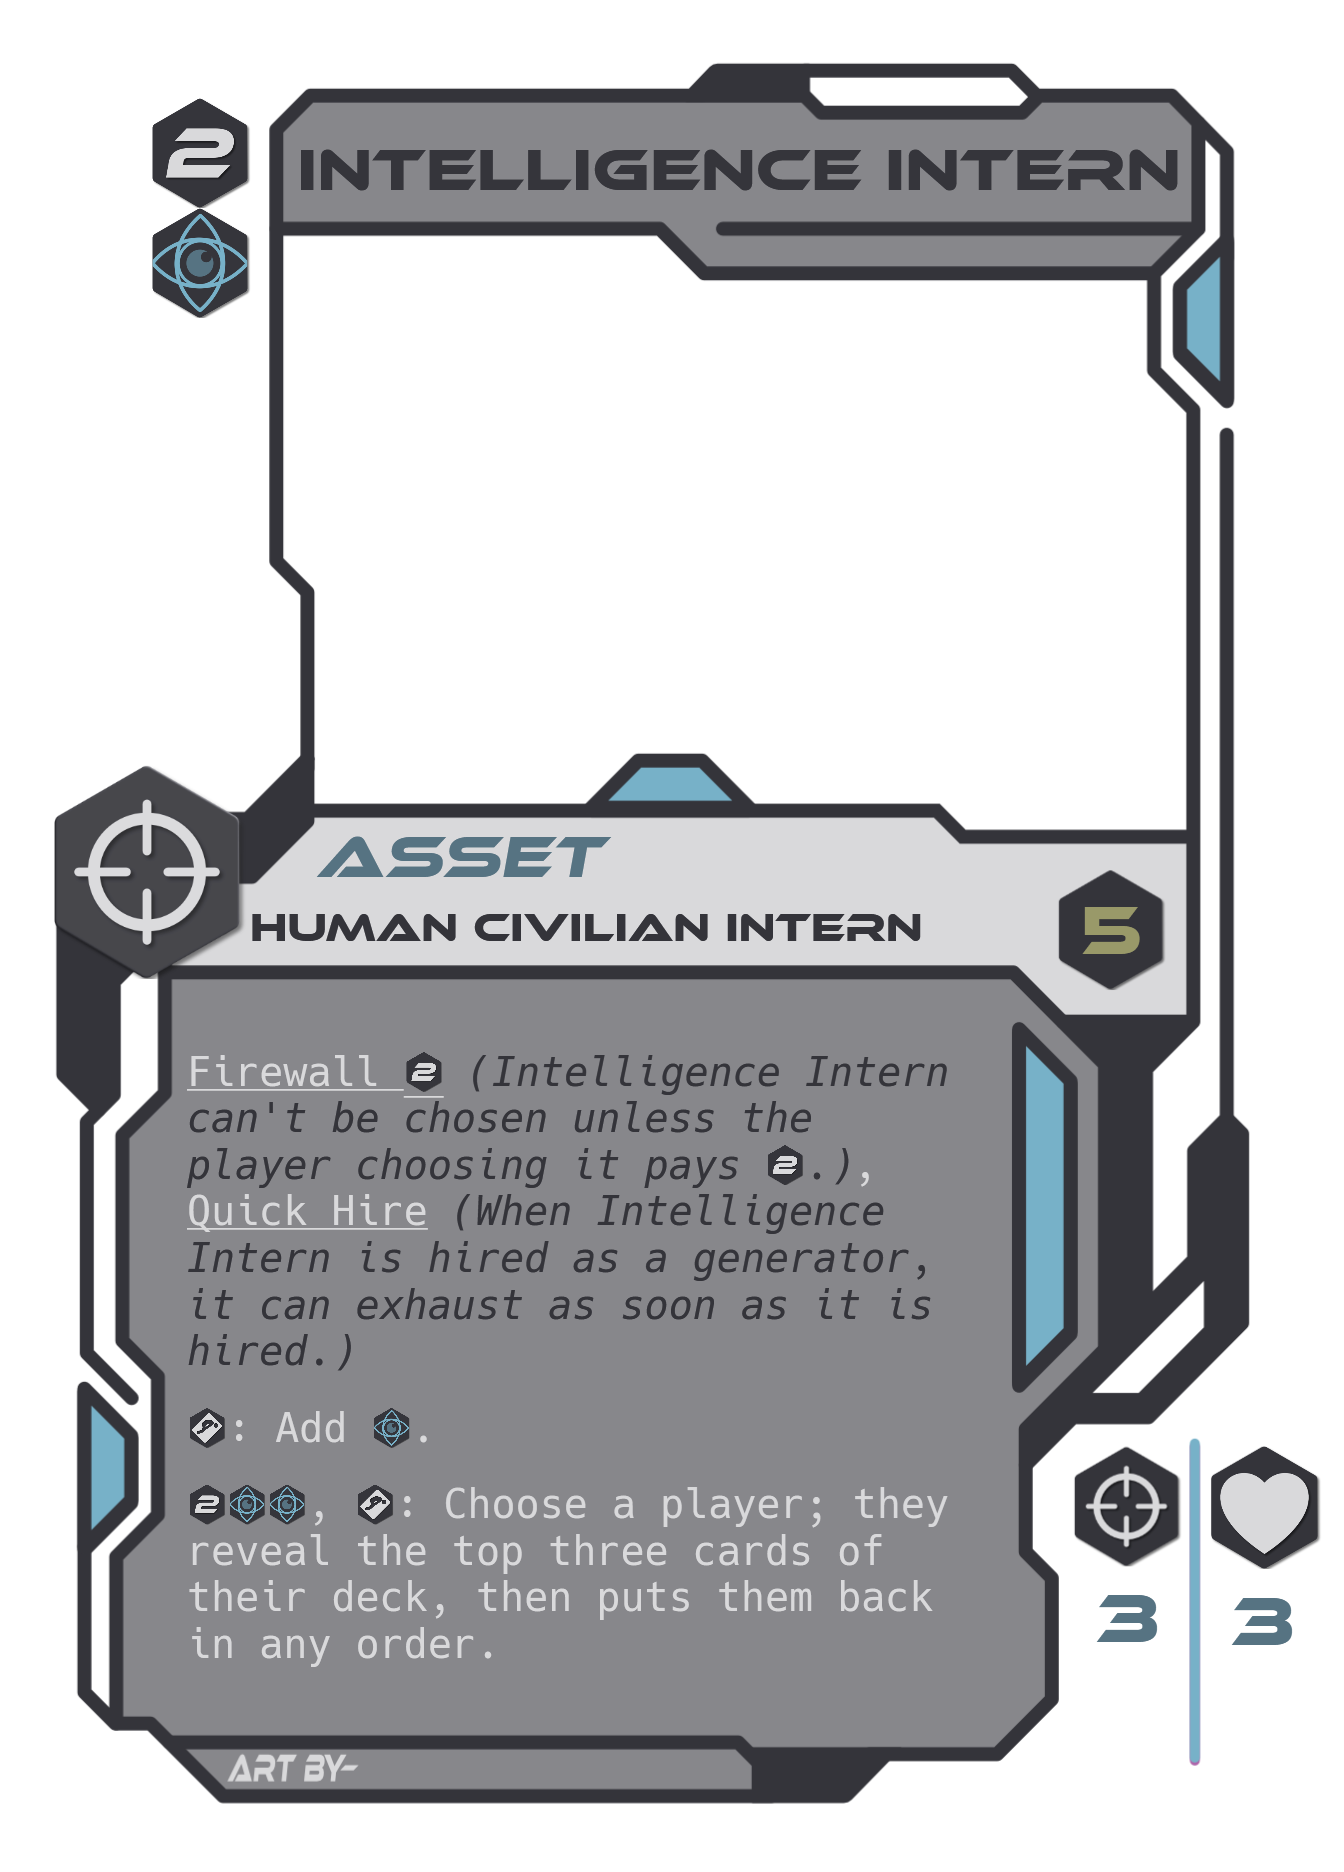 2
INTELLIGENCE INTERN
ASSET
HUMAN CIVILIAN INTERN
5
Firewall 2 (Intelligence Intern
can't be chosen unless the
player choosing it pays 2.),
Quick Hire (When Intelligence
Intern is hired as a generator,
it can exhaust as soon as it is
hired.)
: Add .
2, : Choose a player; they
reveal the top three cards of
their deck, then puts them back
in any order.
3
3
ART BY-